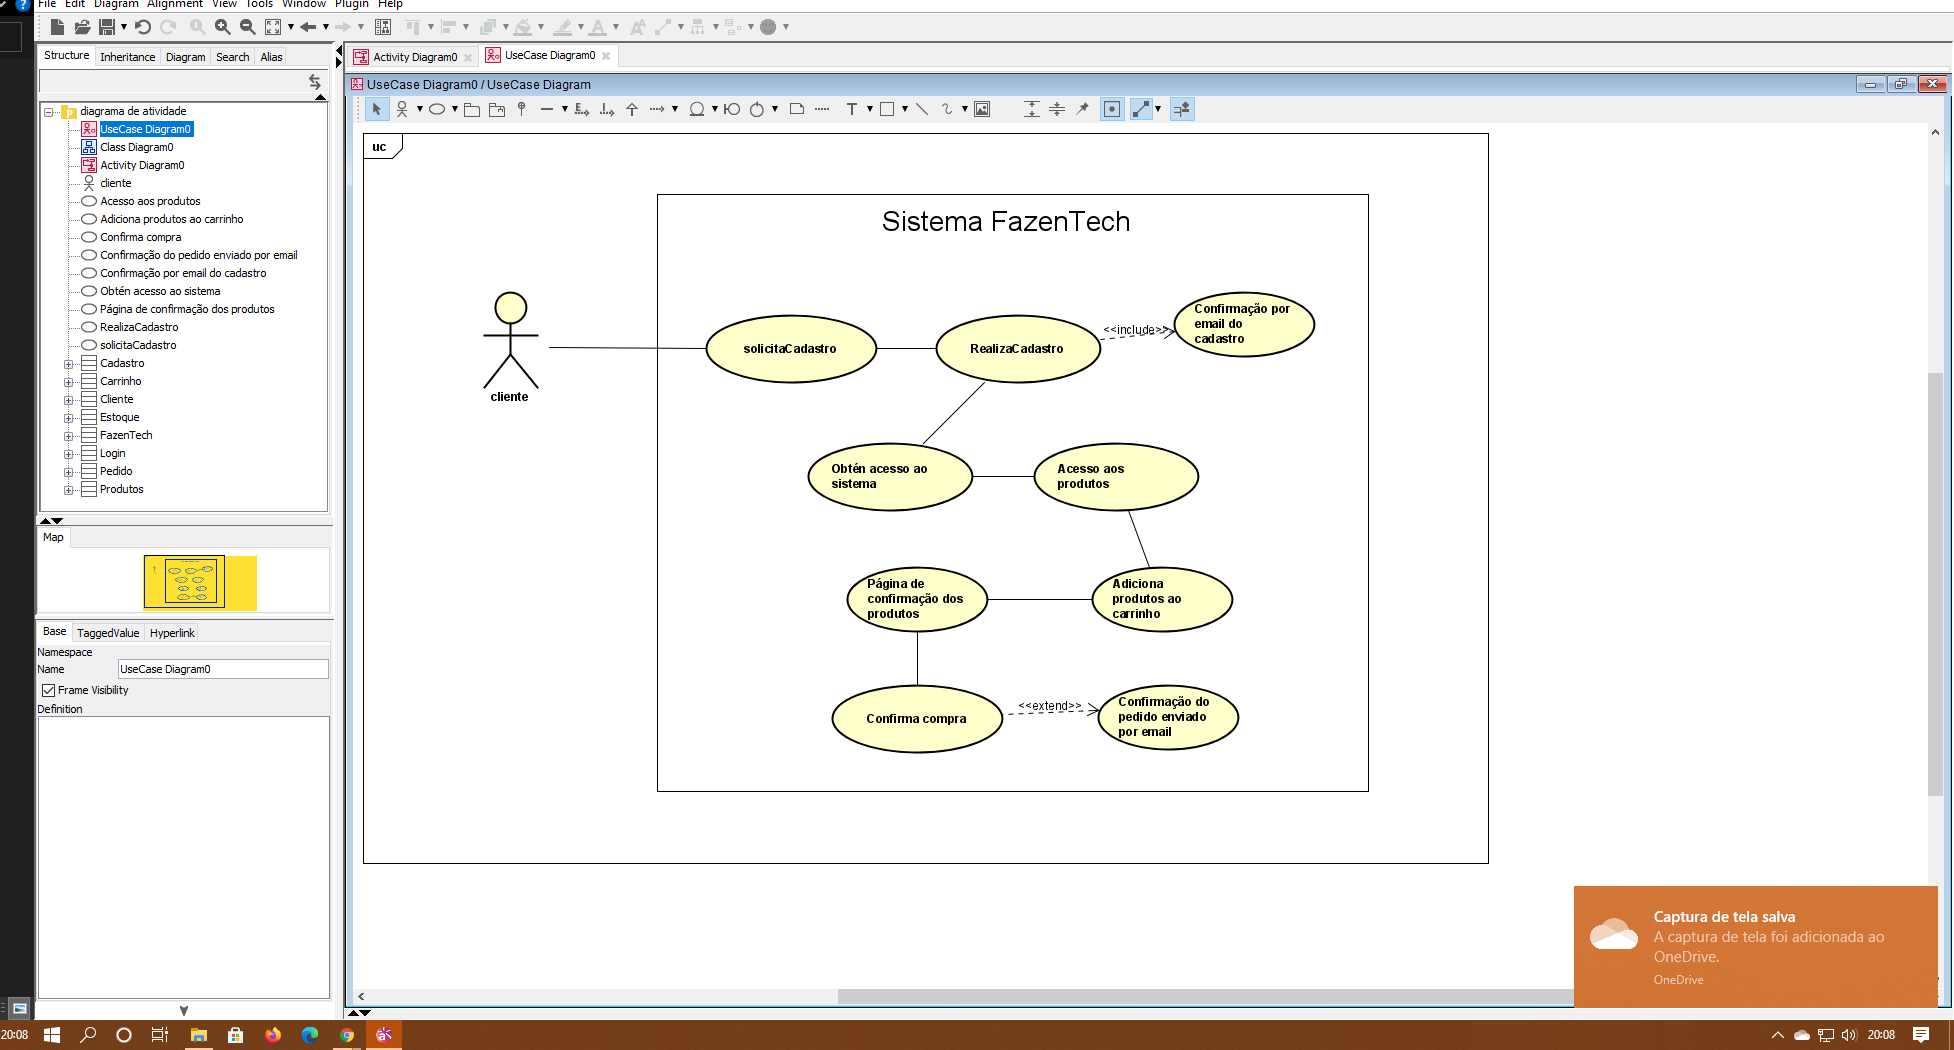 File Edit Diagram Alignment View Tools Window Plugin Help
Structure Inheritance Diagram Search Alias
diagrama de atividade
UseCase Diagram0
Class Diagram0
Activity Diagram0
cliente
Acesso aos produtos
Adiciona produtos ao carrinho
Confirma compra
Confirmação do pedido enviado por email
Confirmação por email do cadastro
Obtén acesso ao sistema
Página de confirmação dos produtos
RealizaCadastro
solicitaCadastro
Cadastro
Carrinho
Cliente
Estoque
FazenTech
Login
Pedido
Produtos
Map
Base TaggedValue Hyperlink
Namespace
Name UseCase Diagram0
Frame Visibility
Definition
Activity Diagram0 UseCase Diagram0
UseCase Diagram0 / UseCase Diagram
uc
Sistema FazenTech
cliente
solicitaCadastro
RealizaCadastro
<<include>>
Confirmação por
email do
cadastro
Obtén acesso ao
sistema
Acesso aos
produtos
Página de
confirmação dos
produtos
Adiciona
produtos ao
carrinho
Confirma compra
<<extend>>
Confirmação do
pedido enviado
por email
Captura de tela salva
A captura de tela foi adicionada ao
OneDrive.
OneDrive
20:08
20:08